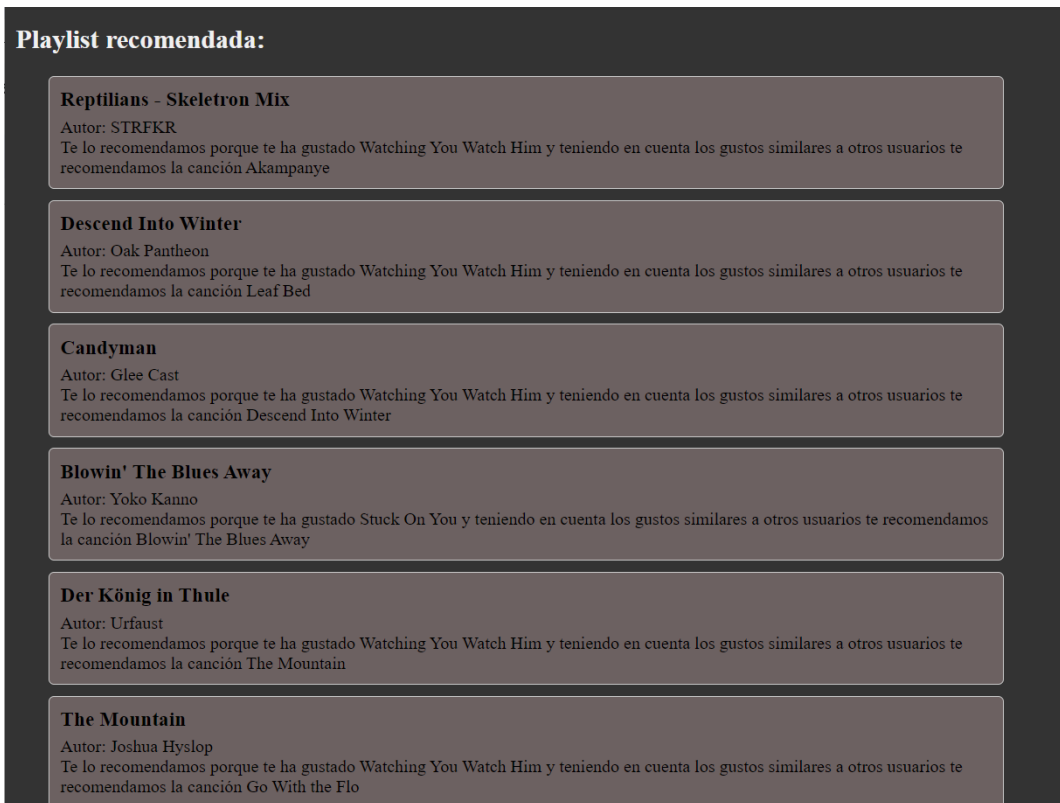 Playlist recomendada:
Reptilians - Skeletron Mix
Autor: STRFKR
Te lo recomendamos porque te ha gustado Watching You Watch Him y teniendo en cuenta los gustos similares a otros usuarios te
recomendamos la canción Akampanye
Descend Into Winter
Autor: Oak Pantheon
Te lo recomendamos porque te ha gustado Watching You Watch Him y teniendo en cuenta los gustos similares a otros usuarios te
recomendamos la canción Leaf Bed
Candyman
Autor: Glee Cast
Te lo recomendamos porque te ha gustado Watching You Watch Him y teniendo en cuenta los gustos similares a otros usuarios te
recomendamos la canción Descend Into Winter
Blowin' The Blues Away
Autor: Yoko Kanno
Te lo recomendamos porque te ha gustado Stuck On You y teniendo en cuenta los gustos similares a otros usuarios te recomendamos
la canción Blowin' The Blues Away
Der König in Thule
Autor: Urfaust
Te lo recomendamos porque te ha gustado Watching You Watch Him y teniendo en cuenta los gustos similares a otros usuarios te
recomendamos la canción The Mountain
The Mountain
Autor: Joshua Hyslop
Te lo recomendamos porque te ha gustado Watching You Watch Him y teniendo en cuenta los gustos similares a otros usuarios te
recomendamos la canción Go With the Flo